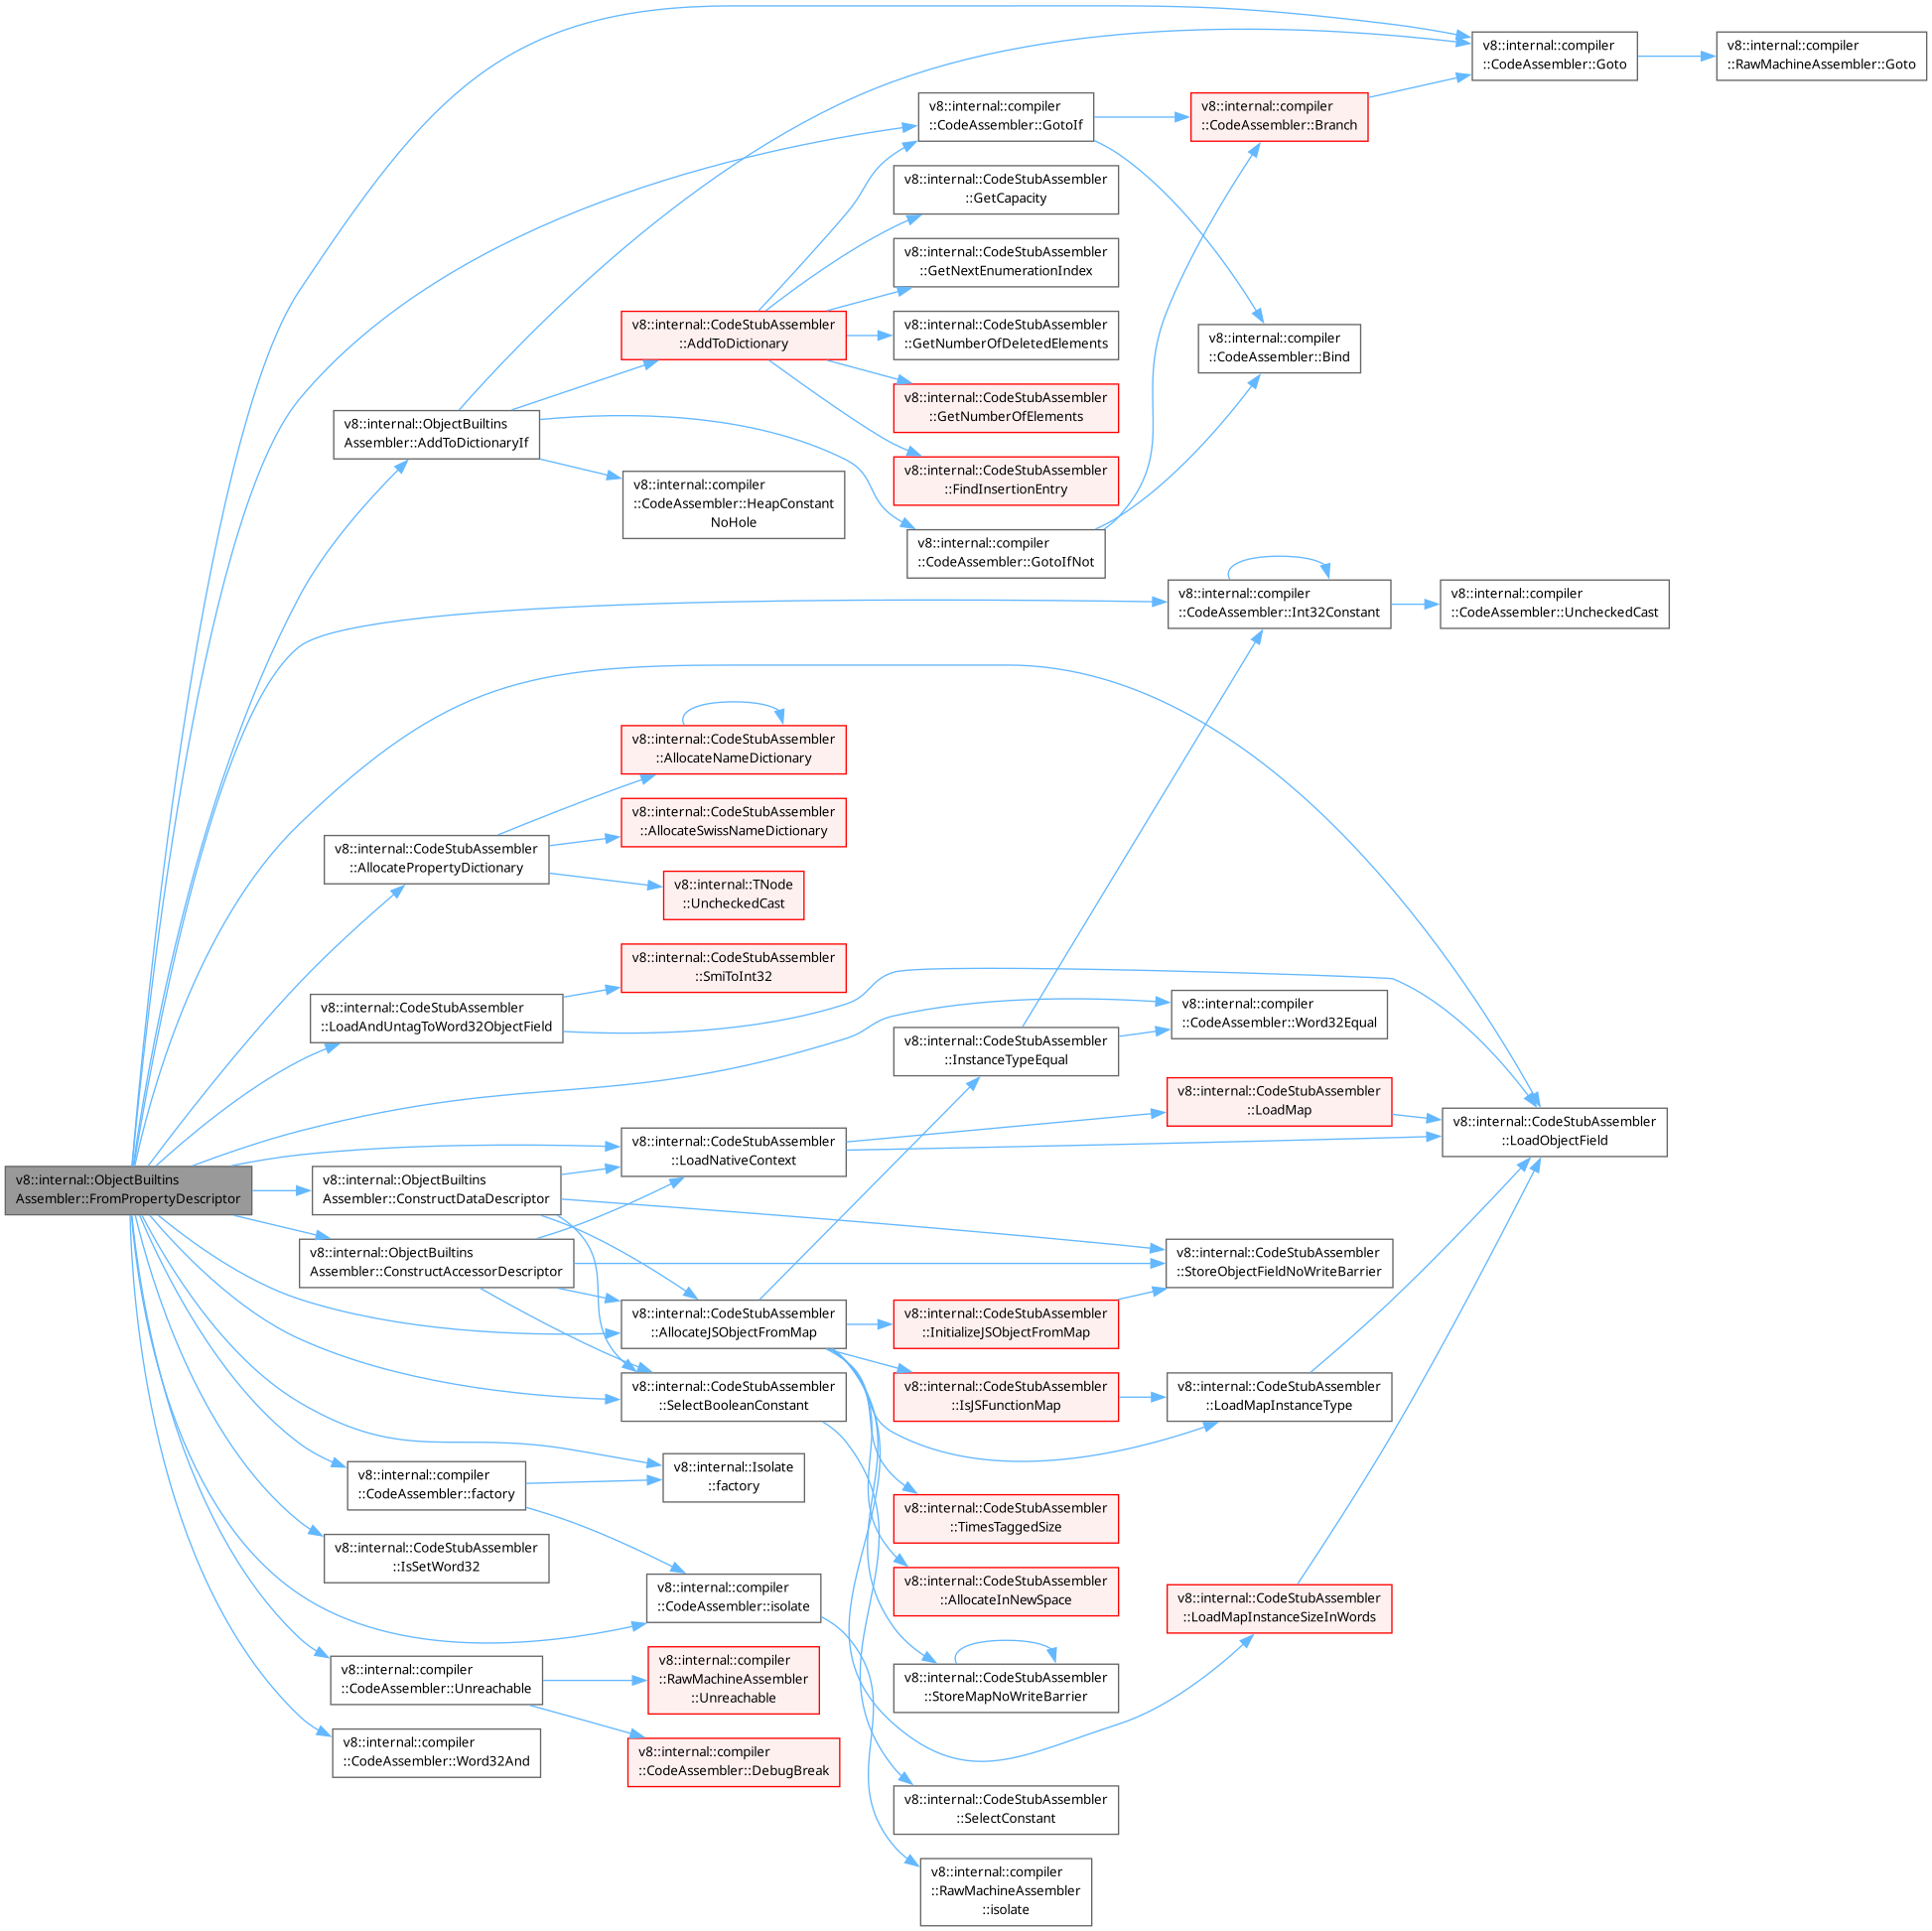 v8::internal::compiler
::CodeAssembler::Goto
v8::internal::compiler
::RawMachineAssembler::Goto
v8::internal::compiler
::CodeAssembler::GotoIf
v8::internal::compiler
::CodeAssembler::Branch
v8::internal::CodeStubAssembler
::GetCapacity
v8::internal::CodeStubAssembler
::GetNextEnumerationIndex
v8::internal::CodeStubAssembler
::AddToDictionary
v8::internal::CodeStubAssembler
::GetNumberOfDeletedElements
v8::internal::compiler
::CodeAssembler::Bind
v8::internal::CodeStubAssembler
::GetNumberOfElements
v8::internal::ObjectBuiltins
Assembler::AddToDictionaryIf
v8::internal::CodeStubAssembler
::FindInsertionEntry
v8::internal::compiler
::CodeAssembler::HeapConstant
NoHole
v8::internal::compiler
::CodeAssembler::GotoIfNot
v8::internal::compiler
::CodeAssembler::Int32Constant
v8::internal::compiler
::CodeAssembler::UncheckedCast
v8::internal::CodeStubAssembler
::AllocateNameDictionary
v8::internal::CodeStubAssembler
::AllocateSwissNameDictionary
v8::internal::CodeStubAssembler
::AllocatePropertyDictionary
v8::internal::TNode
::UncheckedCast
v8::internal::CodeStubAssembler
::SmiToInt32
v8::internal::CodeStubAssembler
::LoadAndUntagToWord32ObjectField
v8::internal::compiler
::CodeAssembler::Word32Equal
v8::internal::CodeStubAssembler
::InstanceTypeEqual
v8::internal::CodeStubAssembler
::LoadMap
v8::internal::CodeStubAssembler
::LoadObjectField
v8::internal::CodeStubAssembler
::LoadNativeContext
v8::internal::ObjectBuiltins
Assembler::FromPropertyDescriptor
v8::internal::ObjectBuiltins
Assembler::ConstructDataDescriptor
v8::internal::ObjectBuiltins
Assembler::ConstructAccessorDescriptor
v8::internal::CodeStubAssembler
::StoreObjectFieldNoWriteBarrier
v8::internal::CodeStubAssembler
::AllocateJSObjectFromMap
v8::internal::CodeStubAssembler
::InitializeJSObjectFromMap
v8::internal::CodeStubAssembler
::SelectBooleanConstant
v8::internal::CodeStubAssembler
::IsJSFunctionMap
v8::internal::CodeStubAssembler
::LoadMapInstanceType
v8::internal::compiler
::CodeAssembler::factory
v8::internal::Isolate
::factory
v8::internal::CodeStubAssembler
::TimesTaggedSize
v8::internal::CodeStubAssembler
::IsSetWord32
v8::internal::compiler
::CodeAssembler::isolate
v8::internal::CodeStubAssembler
::AllocateInNewSpace
v8::internal::CodeStubAssembler
::LoadMapInstanceSizeInWords
v8::internal::compiler
::CodeAssembler::Unreachable
v8::internal::compiler
::RawMachineAssembler
::Unreachable
v8::internal::CodeStubAssembler
::StoreMapNoWriteBarrier
v8::internal::compiler
::CodeAssembler::Word32And
v8::internal::compiler
::CodeAssembler::DebugBreak
v8::internal::CodeStubAssembler
::SelectConstant
v8::internal::compiler
::RawMachineAssembler
::isolate